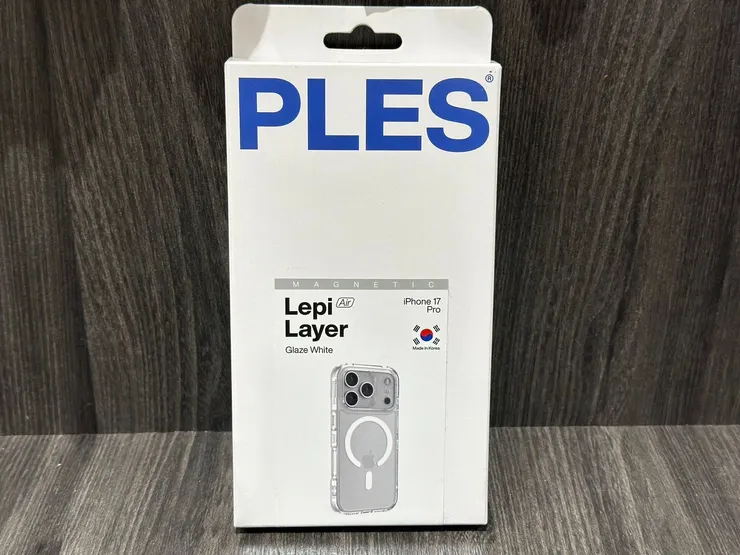 PLES®
MAGNETIC
Lepi Air
Layer
Glaze White
iPhone 17
Pro
Made in Korea